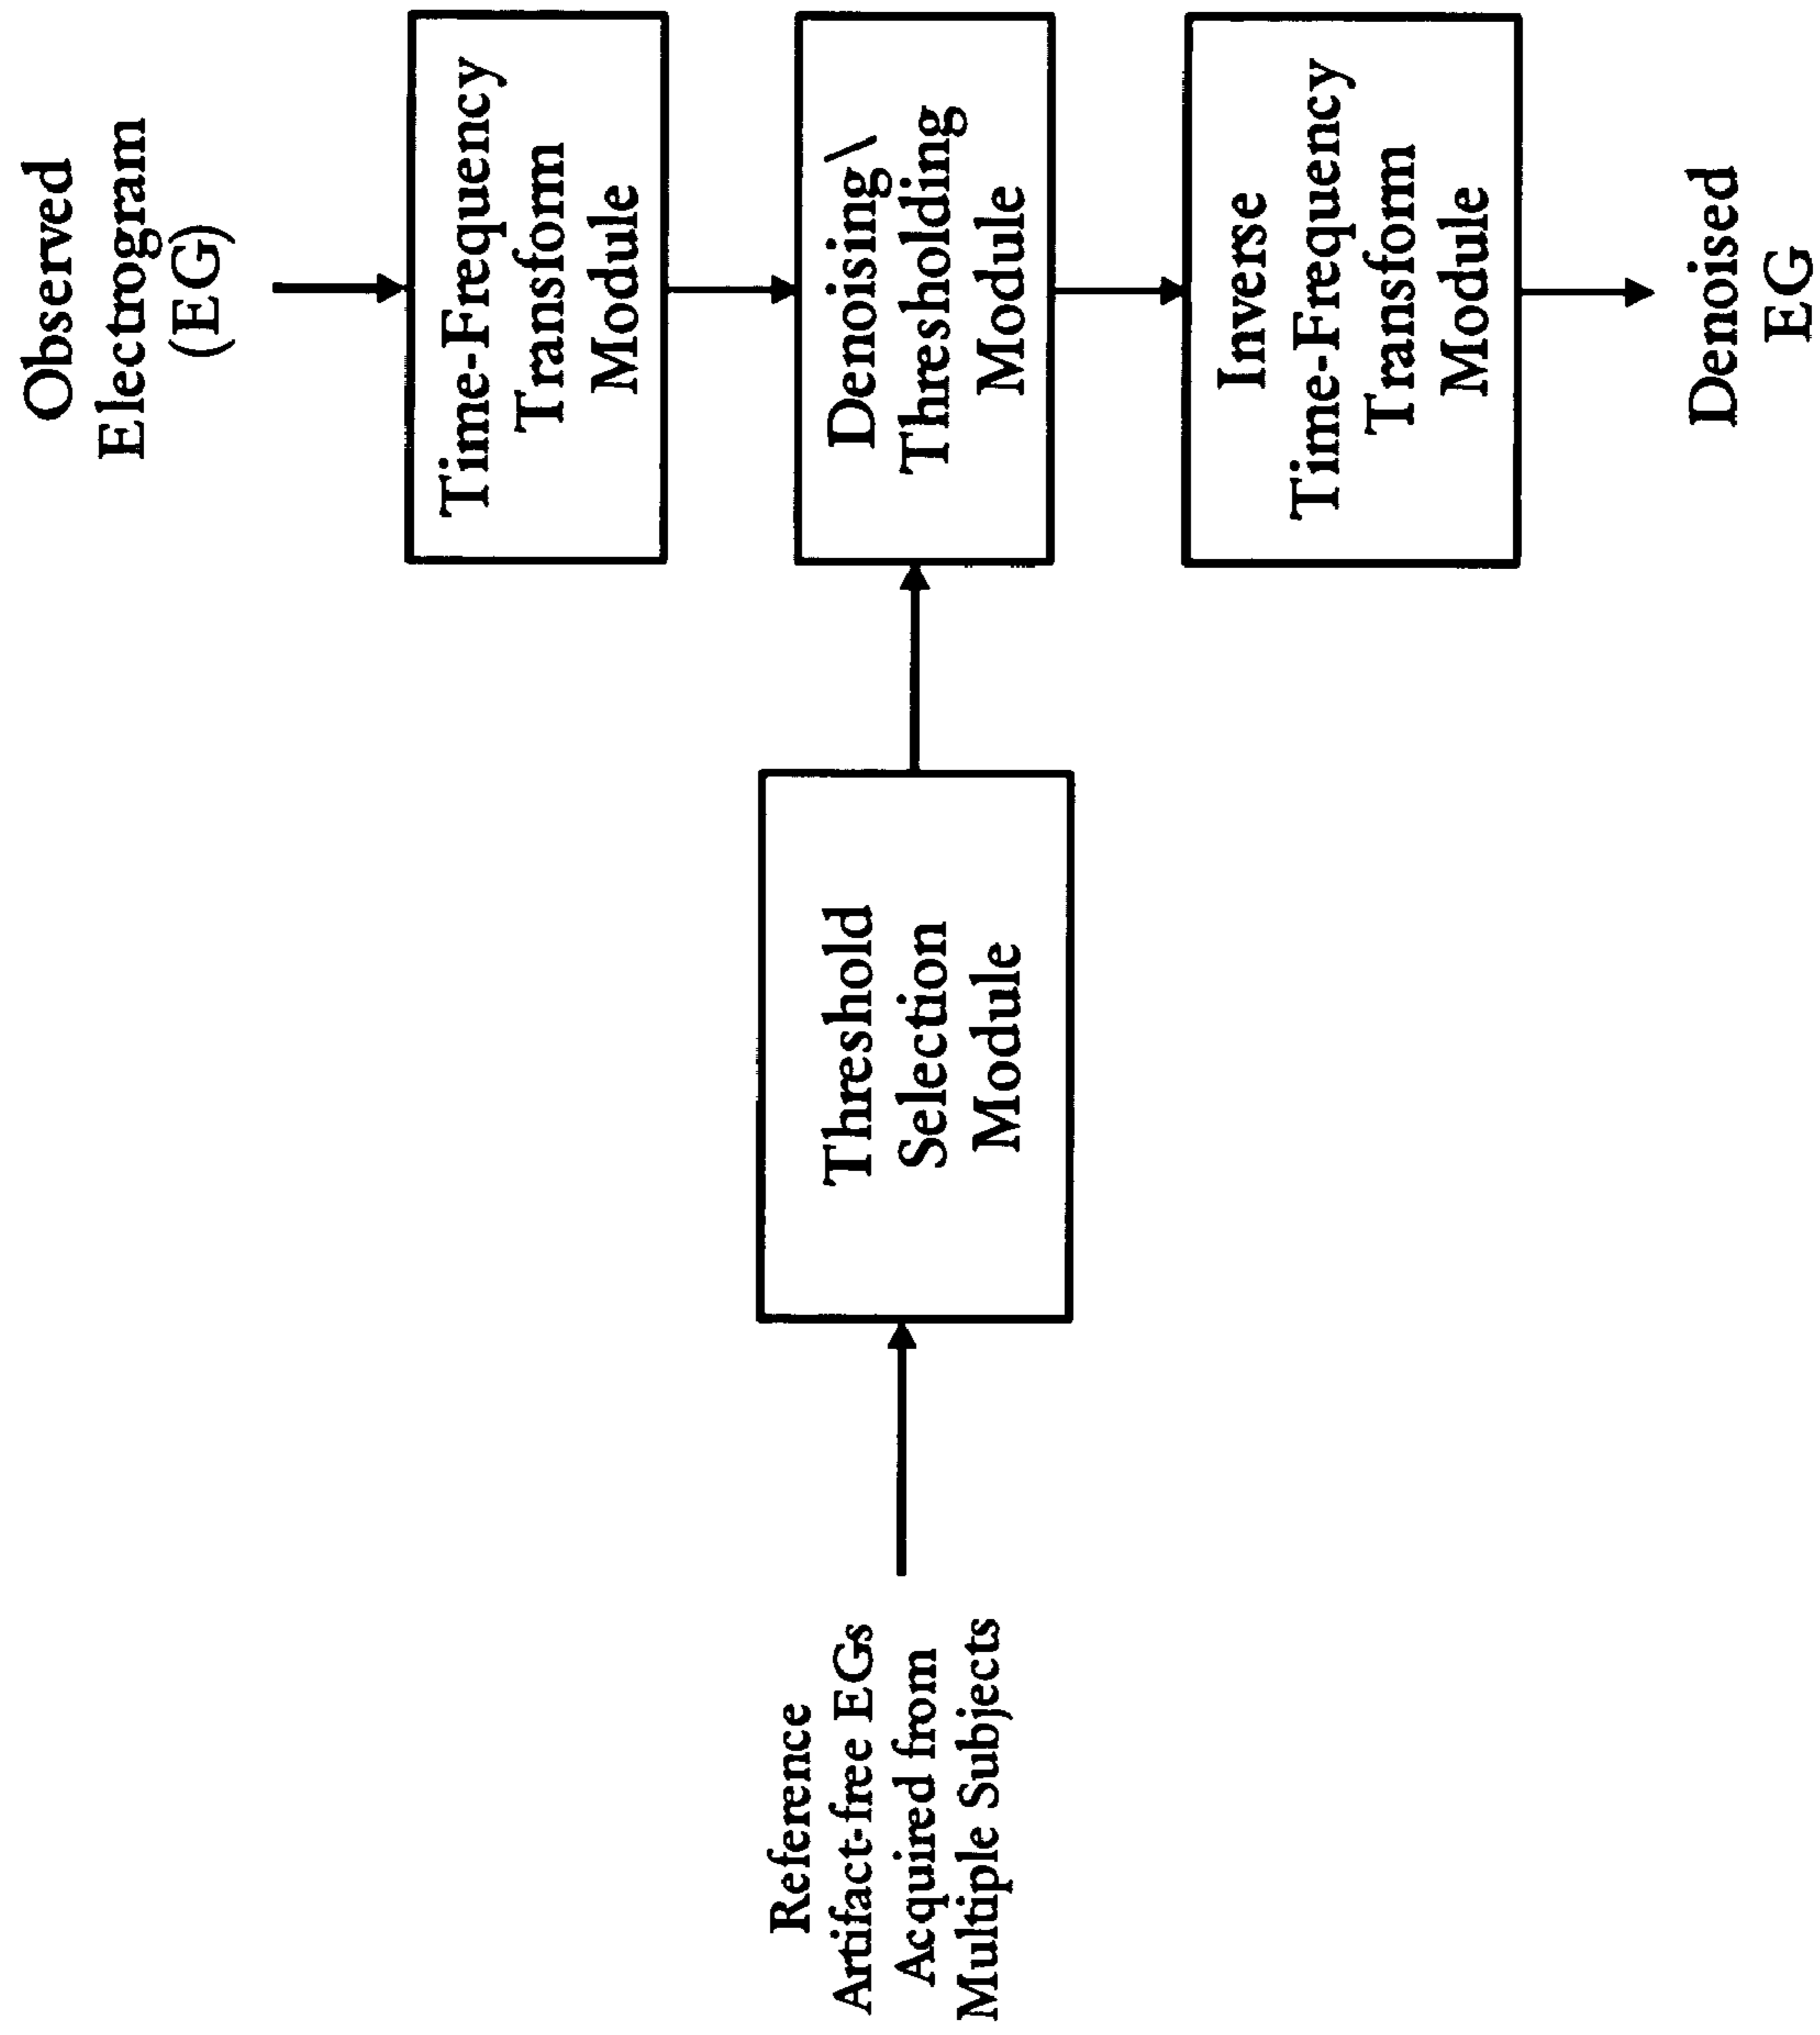 Observed
Electrogram
(EG)
Time-Frequency
Transform
Module
Denoising\
Thresholding
Module
Inverse
Time-Frequency
Transform
Module
Denoised
EG
Threshold
Selection
Module
Reference
Artifact-free EGs
Acquired from
Multiple Subjects